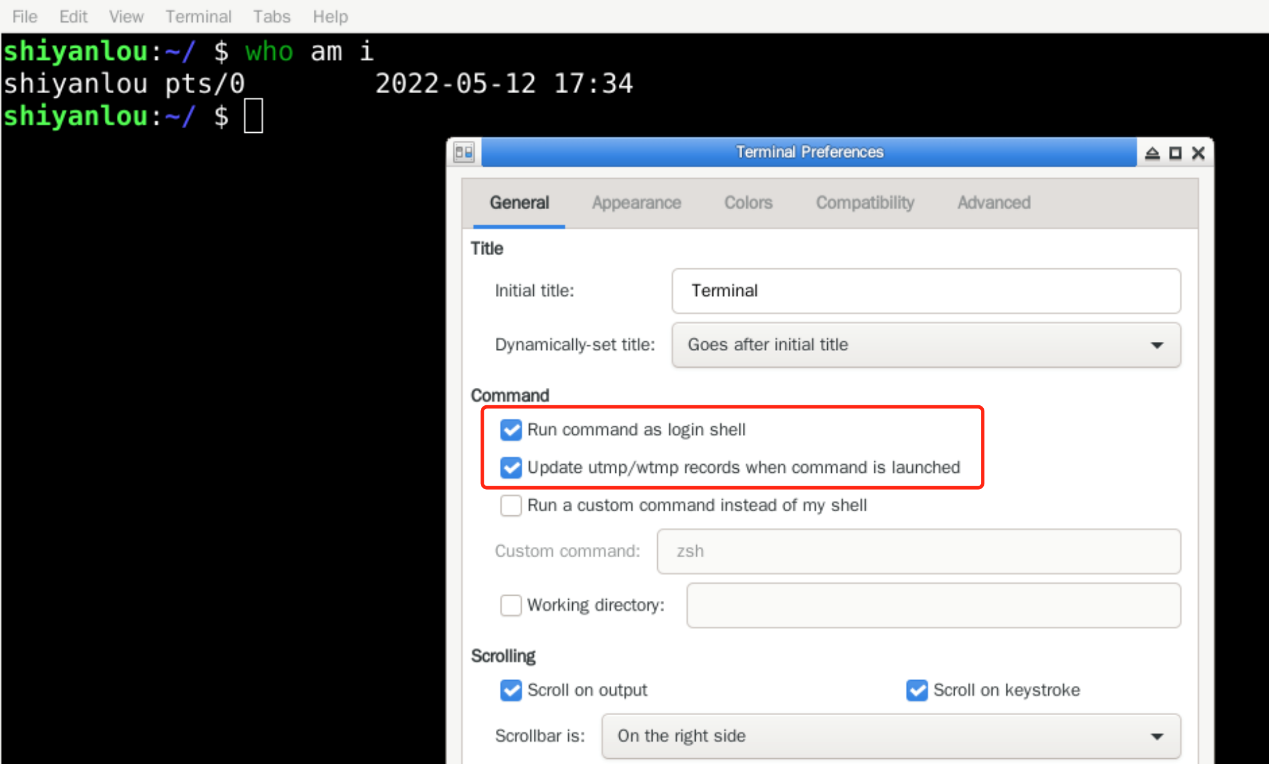 File Edit View Terminal Tabs Help
shiyanlou:~/ $ who am i
shiyanlou pts/0        2022-05-12 17:34
shiyanlou:~/ $
Terminal Preferences
General Appearance Colors Compatibility Advanced
Title
Initial title: Terminal
Dynamically-set title: Goes after initial title
Command
Run command as login shell
Update utmp/wtmp records when command is launched
Run a custom command instead of my shell
Custom command: zsh
Working directory:
Scrolling
Scroll on output Scroll on keystroke
Scrollbar is: On the right side